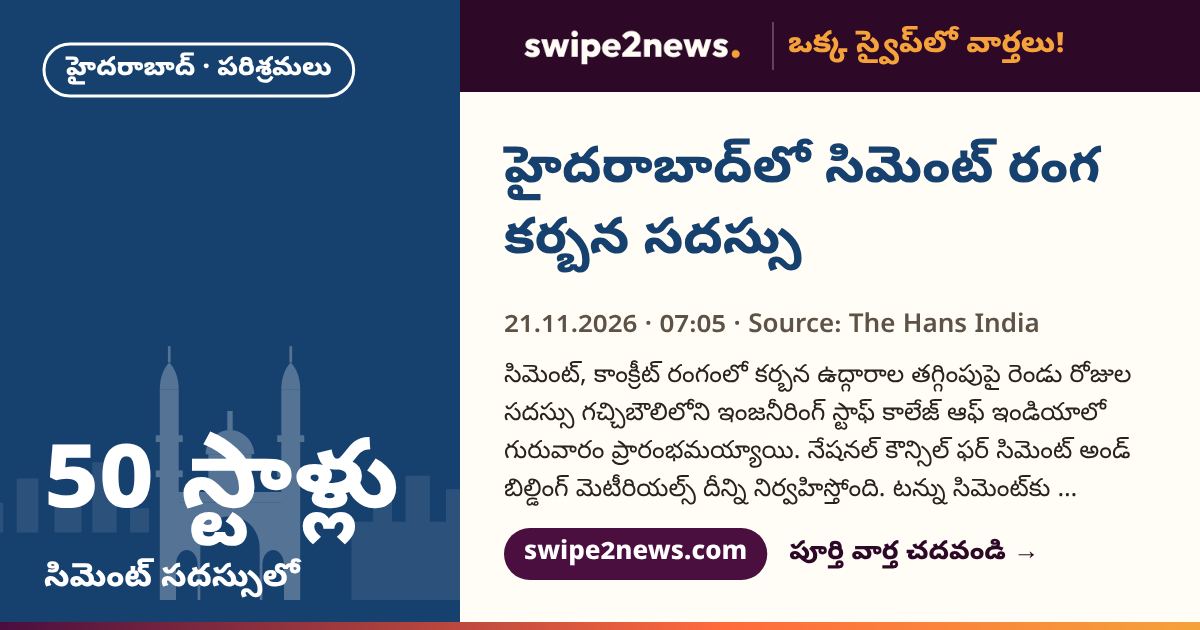 హైదరాబాద్ · పరిశ్రమలు
50 స్టాళ్లు
సిమెంట్ సదస్సులో
swipe2news.
ఒక్క స్వైప్‌లో వార్తలు!
హైదరాబాద్‌లో సిమెంట్ రంగ
కర్బన సదస్సు
21.11.2026 · 07:05 · Source: The Hans India
సిమెంట్, కాంక్రీట్ రంగంలో కర్బన ఉద్గారాల తగ్గింపుపై రెండు రోజుల
సదస్సు గచ్చిబౌలిలోని ఇంజనీరింగ్ స్టాఫ్ కాలేజ్ ఆఫ్ ఇండియాలో
గురువారం ప్రారంభమయ్యాయి. నేషనల్ కౌన్సిల్ ఫర్ సిమెంట్ అండ్
బిల్డింగ్ మెటీరియల్స్ దీన్ని నిర్వహిస్తోంది. టన్ను సిమెంట్‌కు ...
swipe2news.com
పూర్తి వార్త చదవండి →